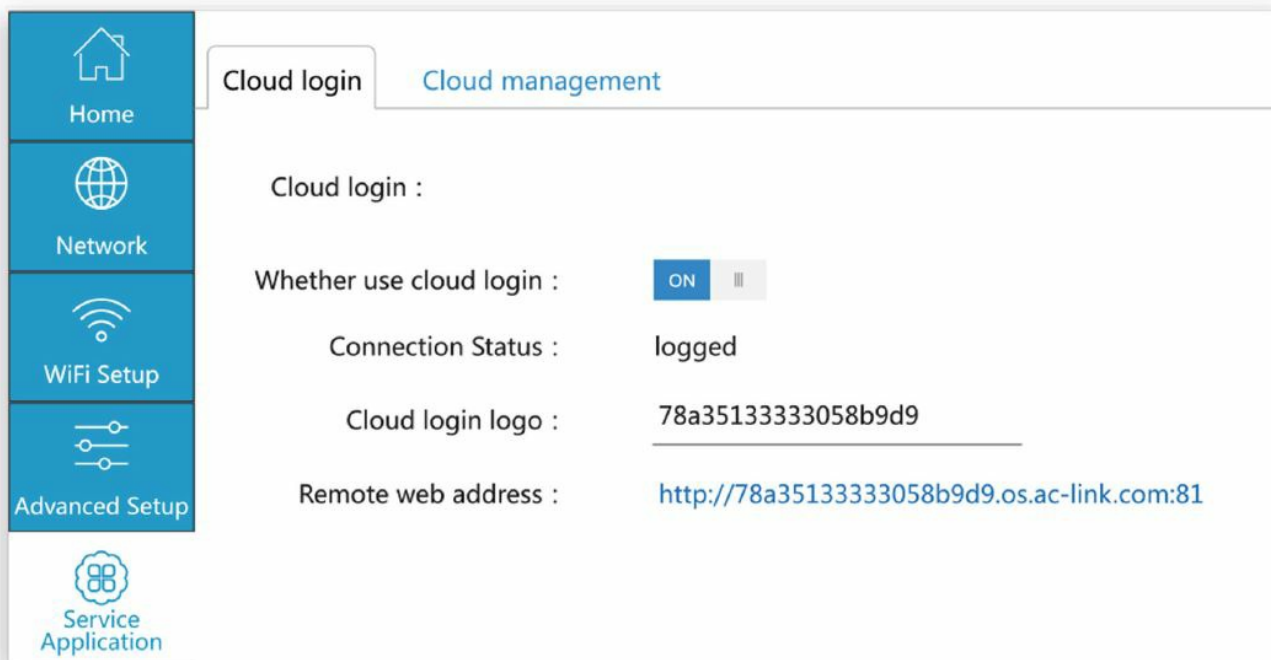 Home
Network
WiFi Setup
Advanced Setup
Service
Application
Cloud login
Cloud management
Cloud login :
Whether use cloud login : ON
Connection Status : logged
Cloud login logo : 78a35133333058b9d9
Remote web address : http://78a35133333058b9d9.os.ac-link.com:81